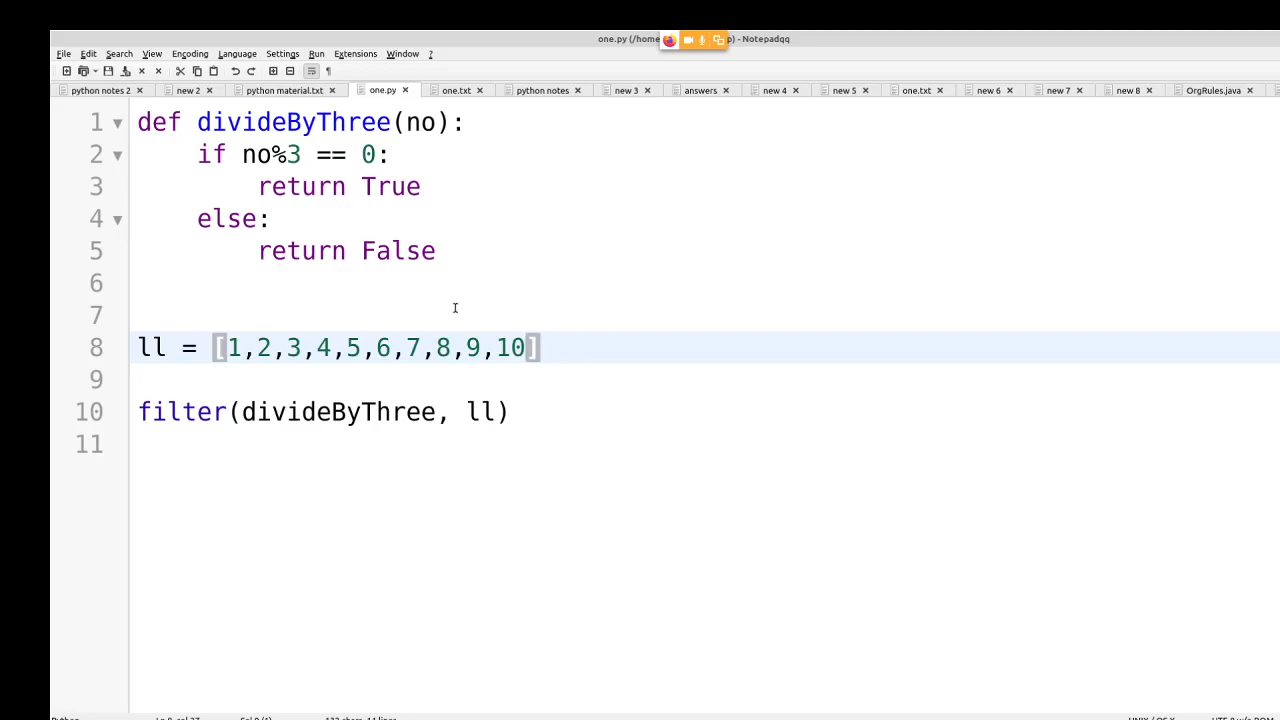 one.py (/home p) - Notepadqq
File Edit Search View Encoding Language Settings Run Extensions Window ?
python notes 2 new 2 python material.txt one.py one.txt python notes new 3 answers new 4 new 5 one.txt new 6 new 7 new 8 OrgRules.java
1 def divideByThree(no):
2 if no%3 == 0:
3 return True
4 else:
5 return False
6
7
8 ll = [1,2,3,4,5,6,7,8,9,10]
9
10 filter(divideByThree, ll)
11